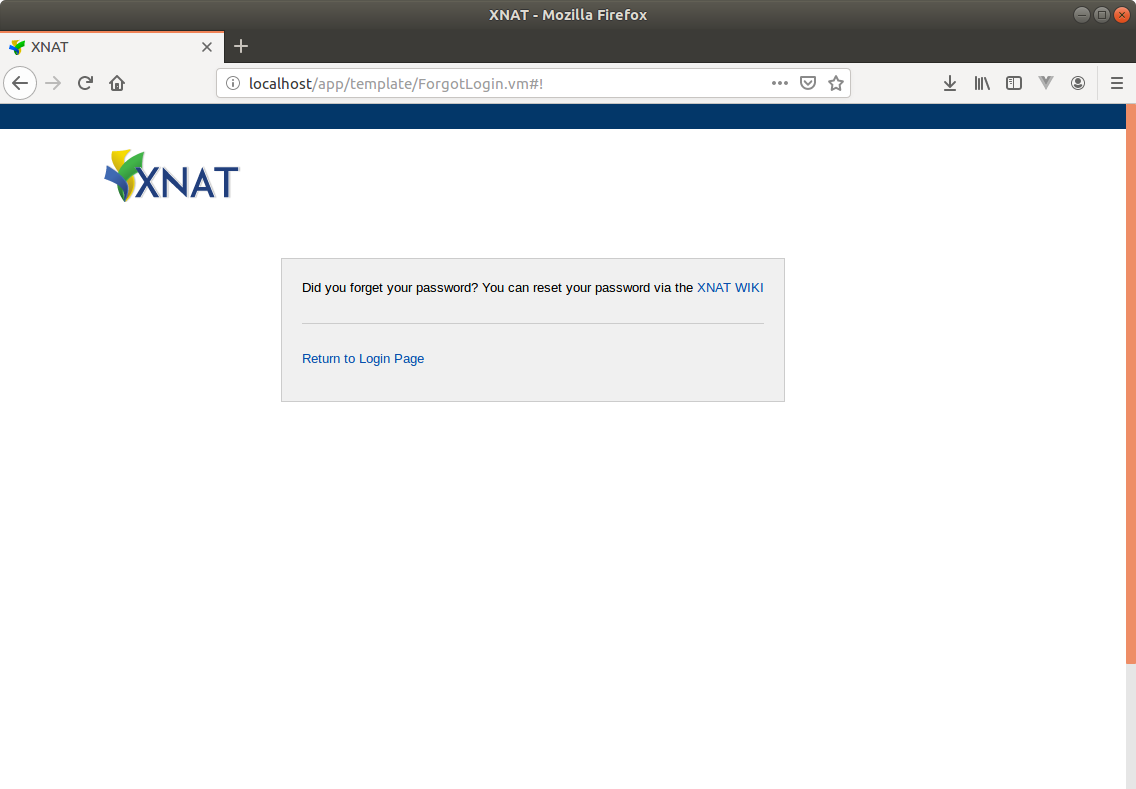 XNAT - Mozilla Firefox
XNAT
localhost/app/template/ForgotLogin.vm#!
XNAT
Did you forget your password? You can reset your password via the XNAT WIKI
Return to Login Page